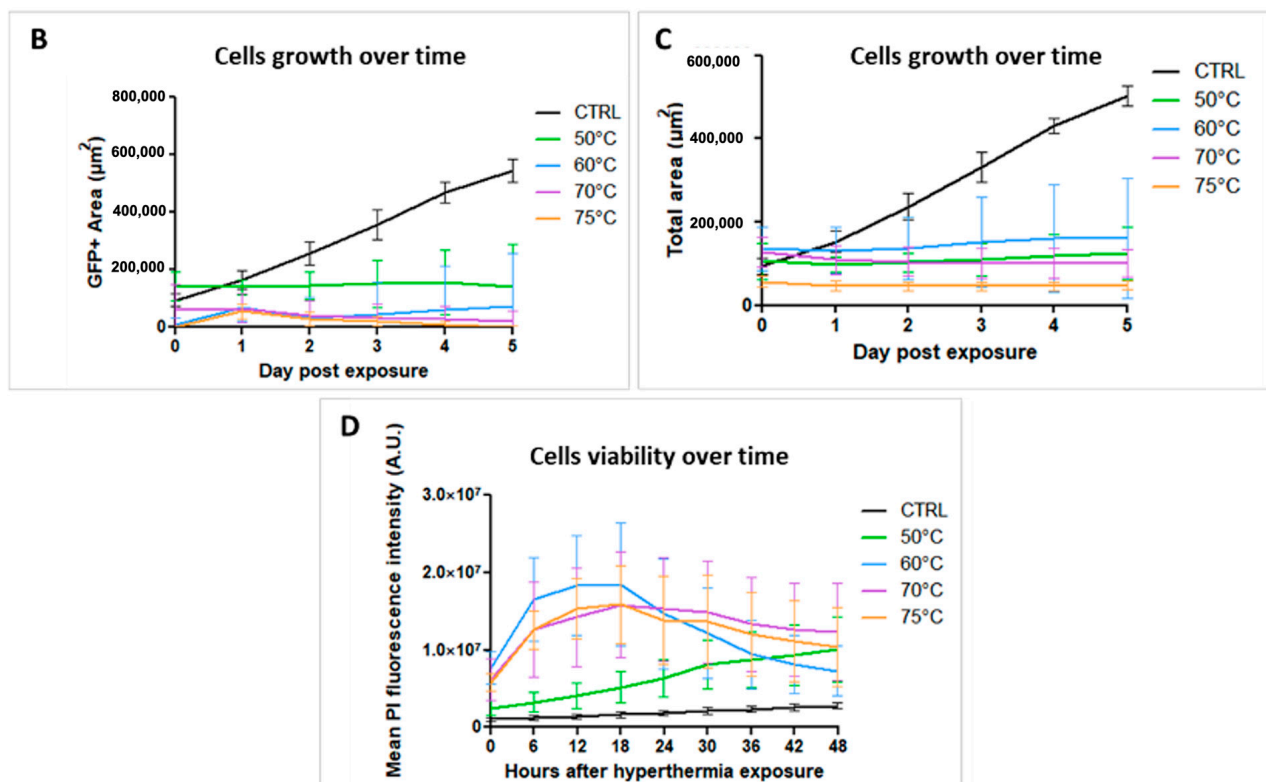 B
Cells growth over time
GFP+ Area (µm²)
800,000
600,000
400,000
200,000
0
0 1 2 3 4 5
Day post exposure
CTRL
50°C
60°C
70°C
75°C
C
Cells growth over time
Total area (µm²)
600,000
400,000
200,000
0
0 1 2 3 4 5
Day post exposure
CTRL
50°C
60°C
70°C
75°C
D
Cells viability over time
Mean PI fluorescence intensity (A.U.)
3.0×10⁷
2.0×10⁷
1.0×10⁷
0
0 6 12 18 24 30 36 42 48
Hours after hyperthermia exposure
CTRL
50°C
60°C
70°C
75°C